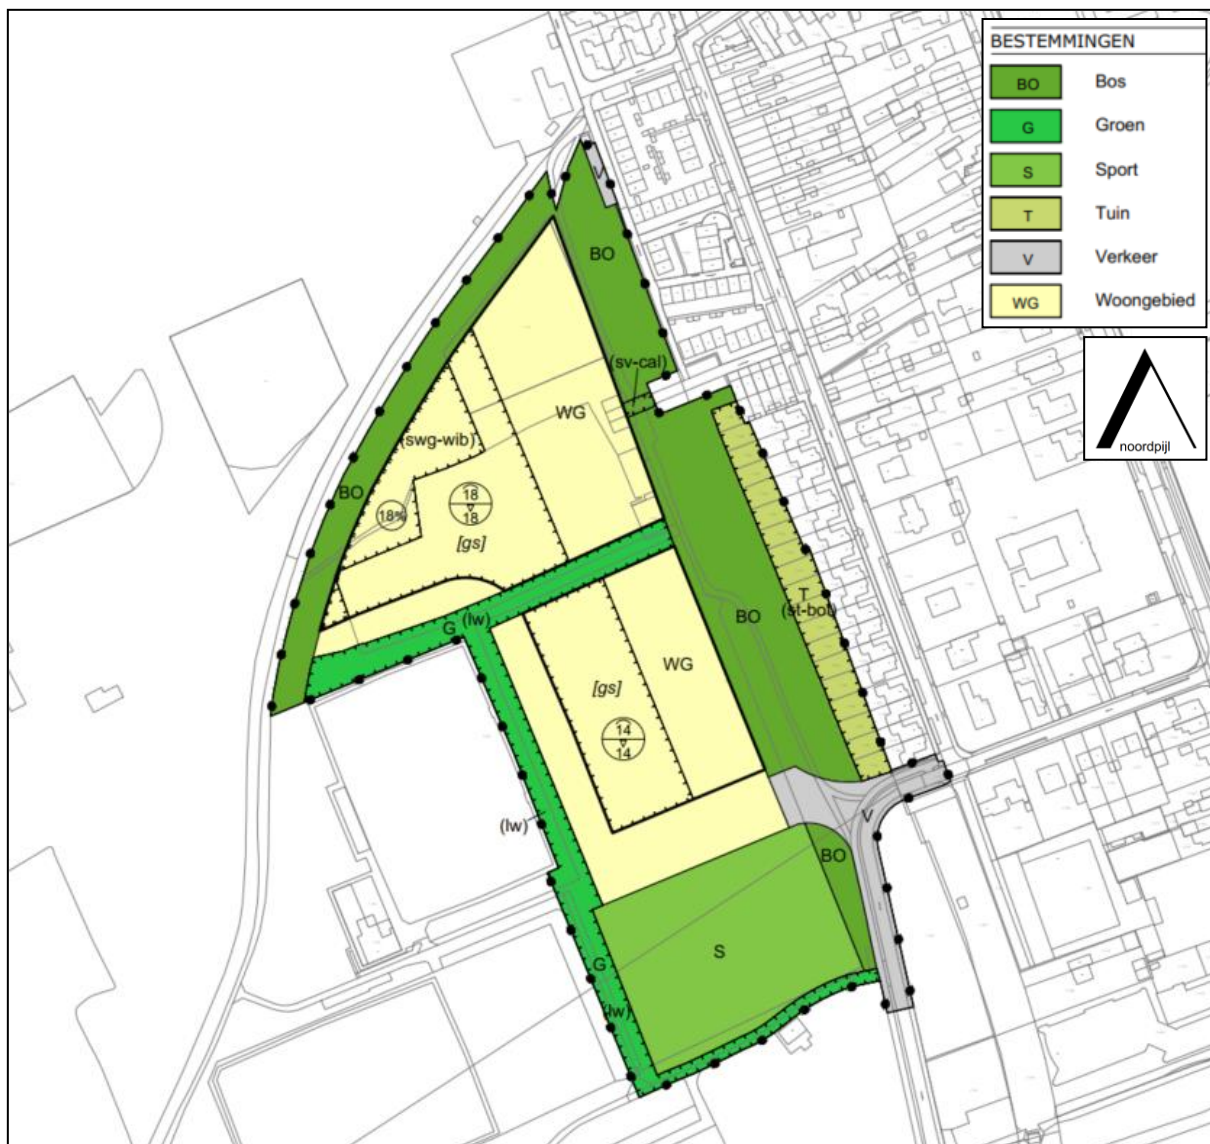 BESTEMMINGEN
BO Bos
G Groen
S Sport
T Tuin
V Verkeer
WG Woongebied
noordpijl
V
BO
(sv-cal)
WG
(swg-wib)
BO
18%
18
18
[gs]
T
(st-bot)
BO
G
(lw)
WG
[gs]
14
14
V
(lw)
BO
S
G
(lw)